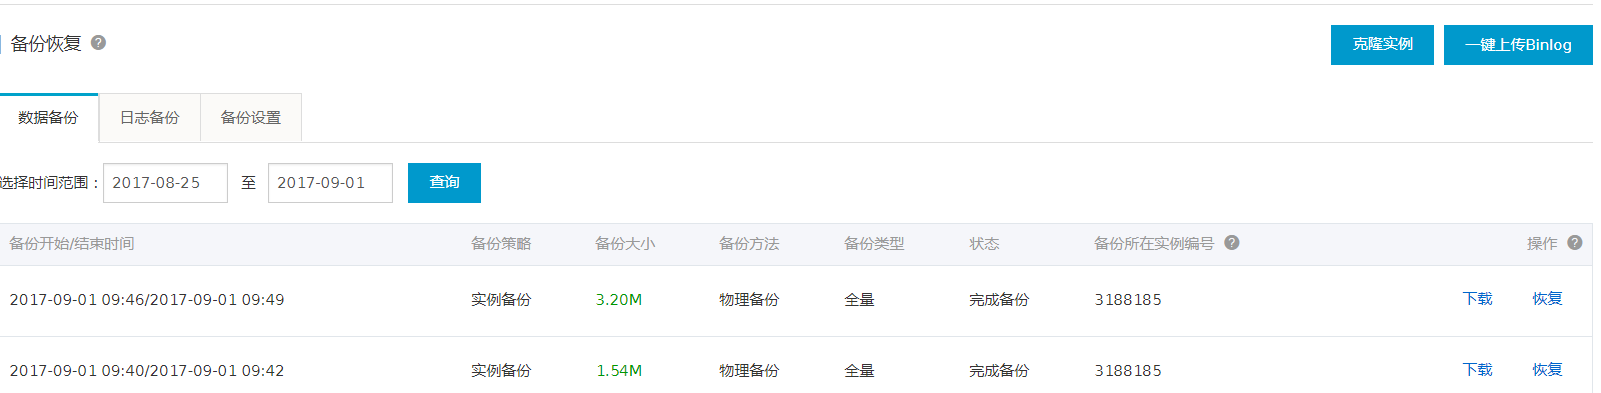 备份恢复 ? 克隆实例 一键上传Binlog
数据备份 日志备份 备份设置
选择时间范围： 2017-08-25 至 2017-09-01 查询
备份开始/结束时间 备份策略 备份大小 备份方法 备份类型 状态 备份所在实例编号 ? 操作 ?
2017-09-01 09:46/2017-09-01 09:49 实例备份 3.20M 物理备份 全量 完成备份 3188185 下载 恢复
2017-09-01 09:40/2017-09-01 09:42 实例备份 1.54M 物理备份 全量 完成备份 3188185 下载 恢复